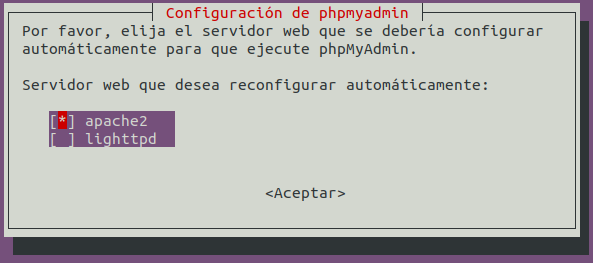 Configuración de phpmyadmin
Por favor, elija el servidor web que se debería configurar
automáticamente para que ejecute phpMyAdmin.
Servidor web que desea reconfigurar automáticamente:
[*] apache2
[ ] lighttpd
<Aceptar>